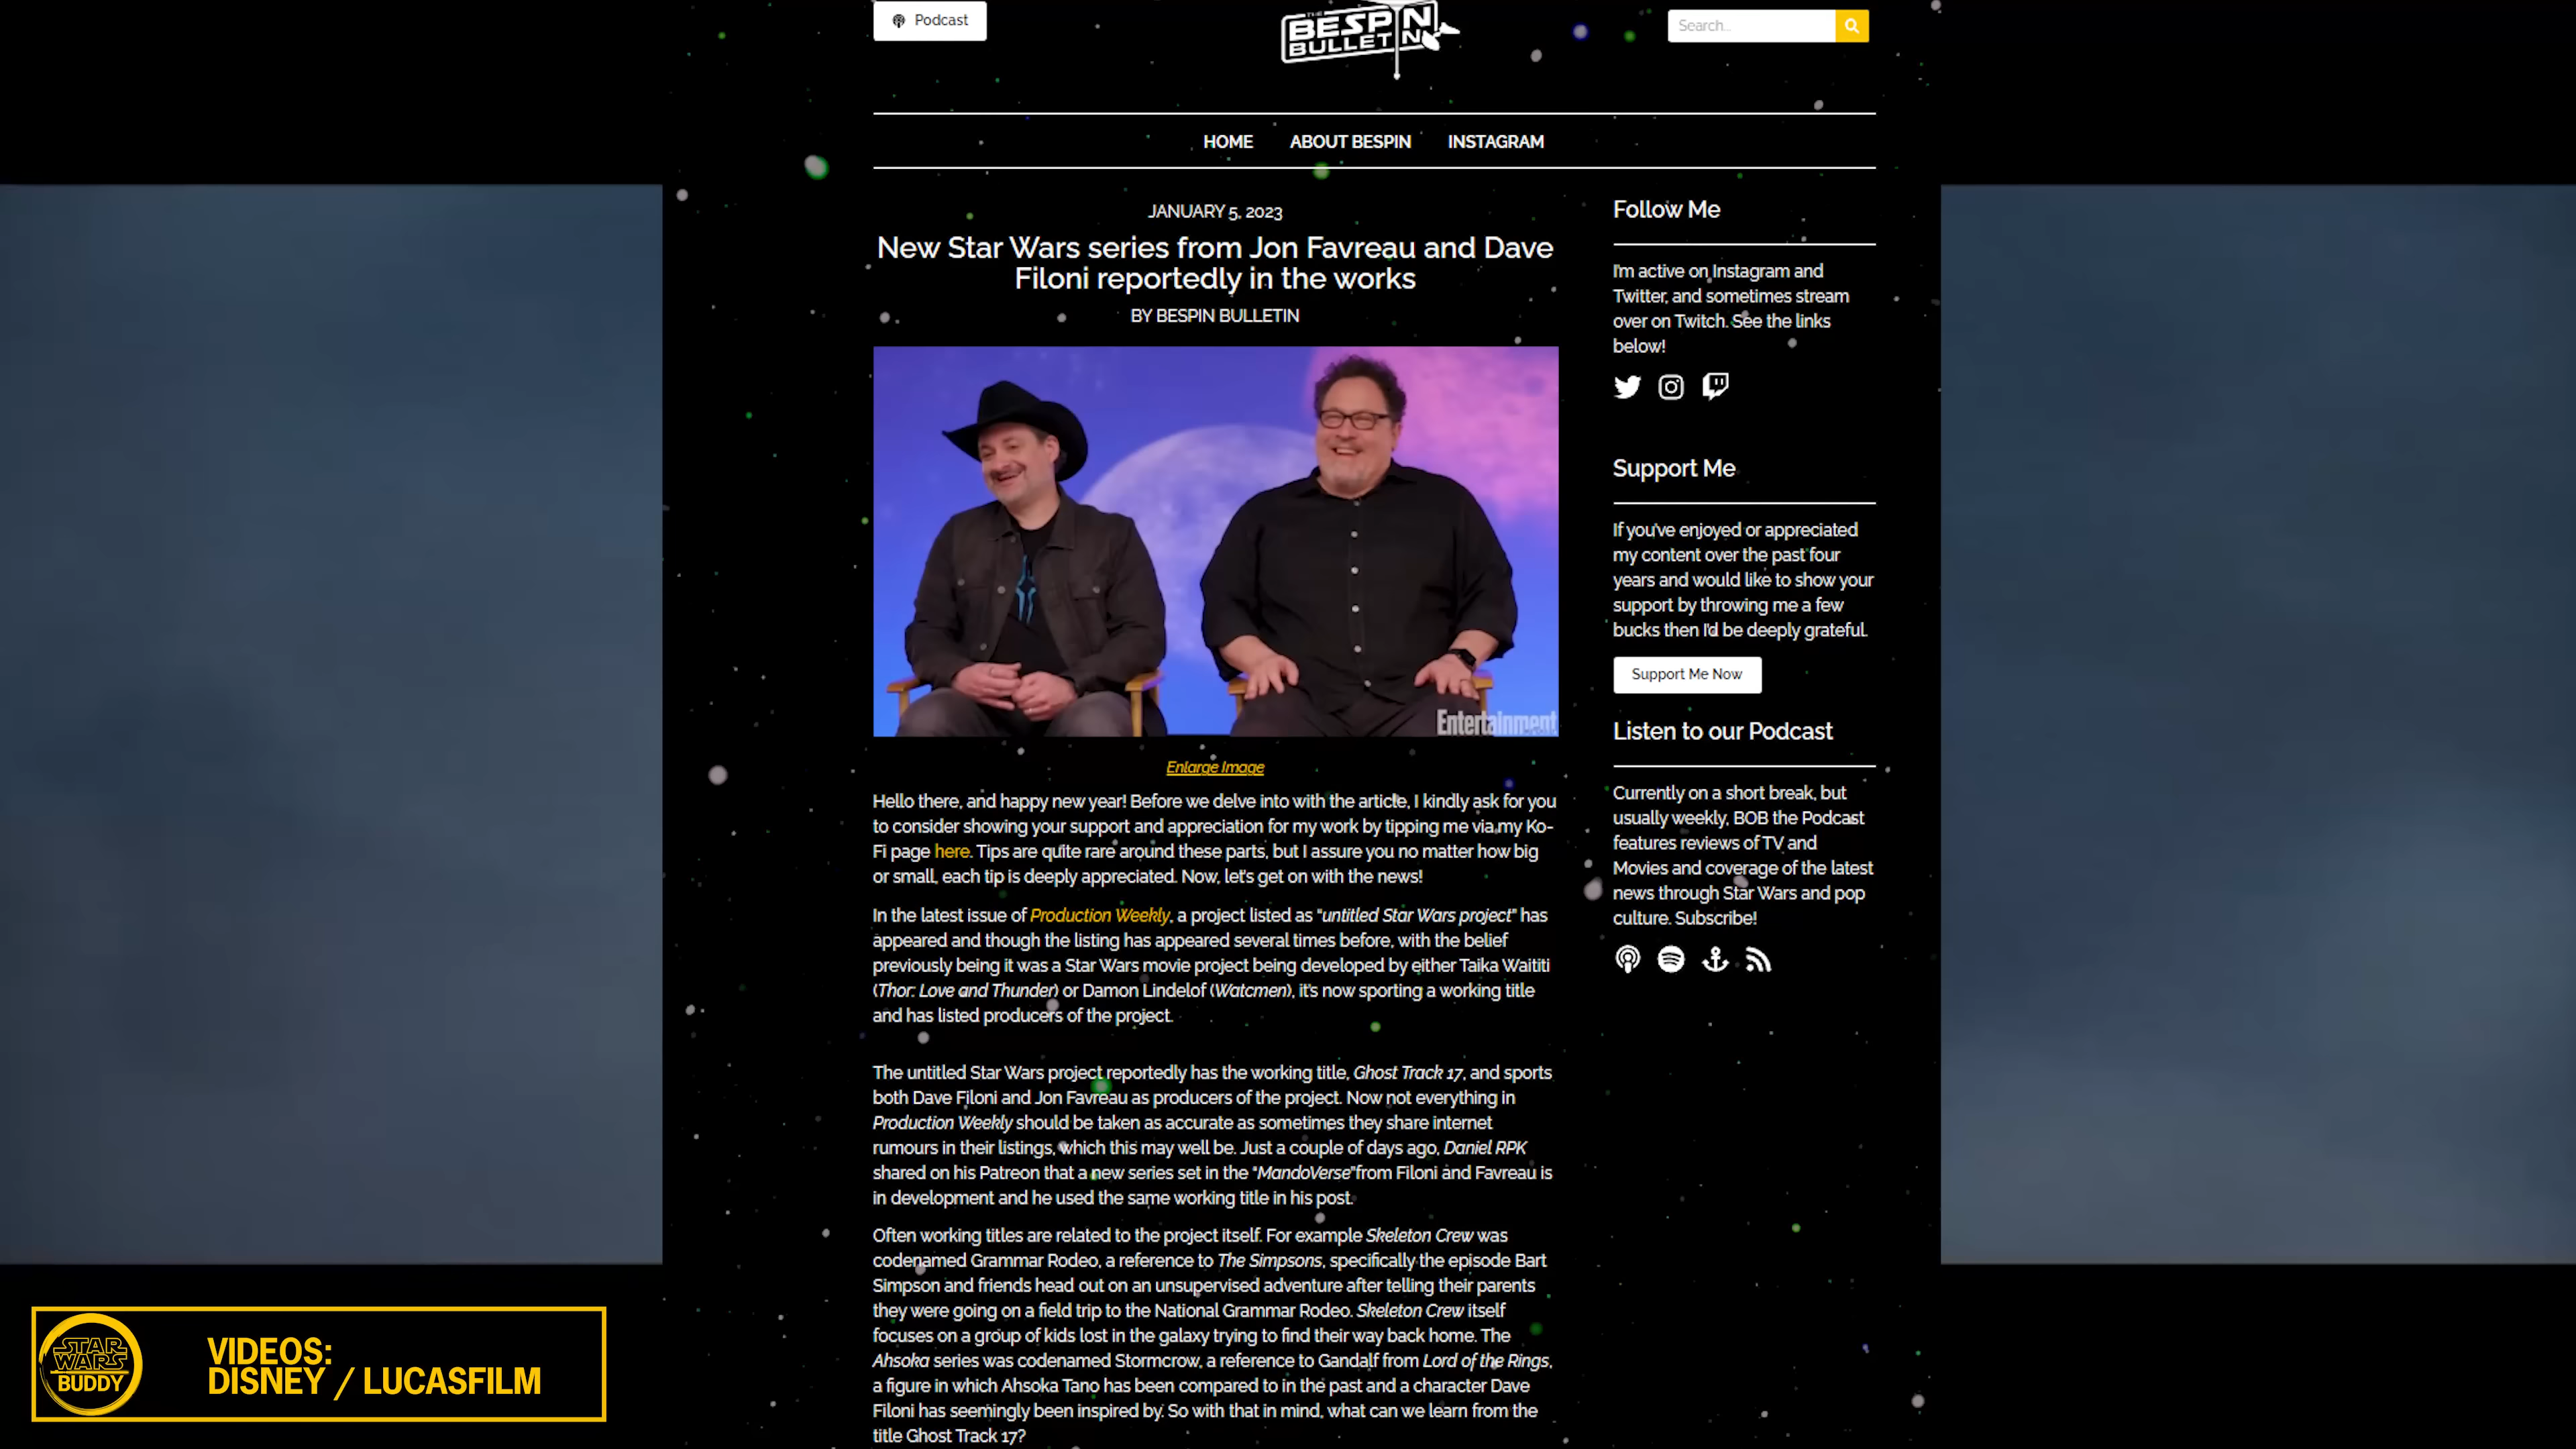 Podcast
THE
BESPIN
BULLETIN
Search...
HOME
ABOUT BESPIN
INSTAGRAM
JANUARY 5, 2023
New Star Wars series from Jon Favreau and Dave
Filoni reportedly in the works
BY BESPIN BULLETIN
Entertainment
Enlarge Image
Hello there, and happy new year! Before we delve into with the article, I kindly ask for you
to consider showing your support and appreciation for my work by tipping me via my Ko-
Fi page here. Tips are quite rare around these parts, but I assure you no matter how big
or small, each tip is deeply appreciated. Now, let's get on with the news!
In the latest issue of Production Weekly, a project listed as "untitled Star Wars project" has
appeared and though the listing has appeared several times before, with the belief
previously being it was a Star Wars movie project being developed by either Taika Waititi
(Thor: Love and Thunder) or Damon Lindelof (Watcmen), it's now sporting a working title
and has listed producers of the project.
The untitled Star Wars project reportedly has the working title, Ghost Track 17, and sports
both Dave Filoni and Jon Favreau as producers of the project. Now not everything in
Production Weekly should be taken as accurate as sometimes they share internet
rumours in their listings, which this may well be. Just a couple of days ago, Daniel RPK
shared on his Patreon that a new series set in the "MandoVerse"from Filoni and Favreau is
in development and he used the same working title in his post.
Often working titles are related to the project itself. For example Skeleton Crew was
codenamed Grammar Rodeo, a reference to The Simpsons, specifically the episode Bart
Simpson and friends head out on an unsupervised adventure after telling their parents
they were going on a field trip to the National Grammar Rodeo. Skeleton Crew itself
focuses on a group of kids lost in the galaxy trying to find their way back home. The
Ahsoka series was codenamed Stormcrow, a reference to Gandalf from Lord of the Rings,
a figure in which Ahsoka Tano has been compared to in the past and a character Dave
Filoni has seemingly been inspired by. So with that in mind, what can we learn from the
title Ghost Track 17?
Follow Me
I'm active on Instagram and
Twitter, and sometimes stream
over on Twitch. See the links
below!
Support Me
If you've enjoyed or appreciated
my content over the past four
years and would like to show your
support by throwing me a few
bucks then I'd be deeply grateful.
Support Me Now
Listen to our Podcast
Currently on a short break, but
usually weekly, BOB the Podcast
features reviews of TV and
Movies and coverage of the latest
news through Star Wars and pop
culture. Subscribe!
STAR
WARS
BUDDY
VIDEOS:
DISNEY / LUCASFILM